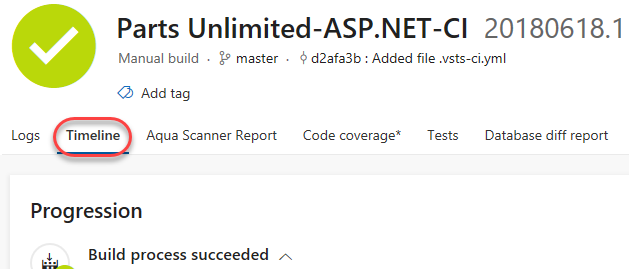 Parts Unlimited-ASP.NET-CI 20180618.1
Manual build · master · d2afa3b : Added file .vsts-ci.yml
Add tag
Logs Timeline Aqua Scanner Report Code coverage* Tests Database diff report
Progression
Build process succeeded